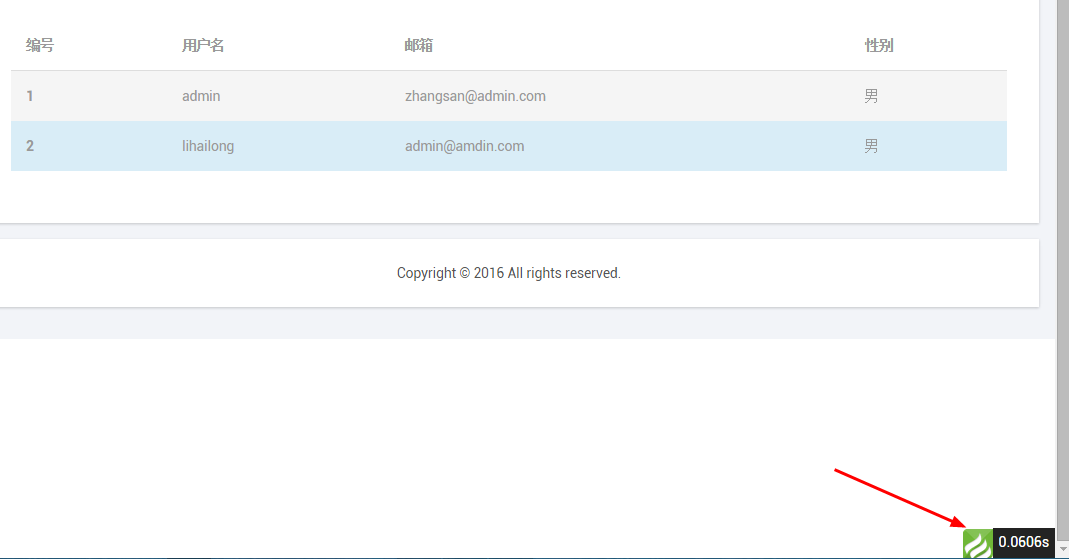 编号 用户名 邮箱 性别
1 admin zhangsan@admin.com 男
2 lihailong admin@amdin.com 男
Copyright © 2016 All rights reserved.
0.0606s